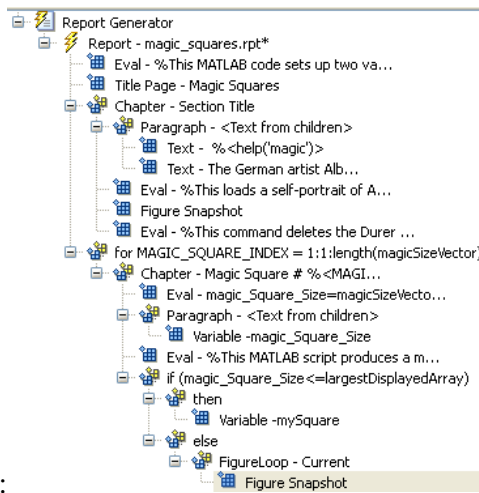 Report Generator
Report - magic_squares.rpt*
Eval - %This MATLAB code sets up two va...
Title Page - Magic Squares
Chapter - Section Title
Paragraph - <Text from children>
Text - %<help('magic')>
Text - The German artist Alb...
Eval - %This loads a self-portrait of A...
Figure Snapshot
Eval - %This command deletes the Durer ...
for MAGIC_SQUARE_INDEX = 1:1:length(magicSizeVector)
Chapter - Magic Square # %<MAGI...
Eval - magic_Square_Size=magicSizeVecto...
Paragraph - <Text from children>
Variable -magic_Square_Size
Eval - %This MATLAB script produces a m...
if (magic_Square_Size<=largestDisplayedArray)
then
Variable -mySquare
else
FigureLoop - Current
: Figure Snapshot